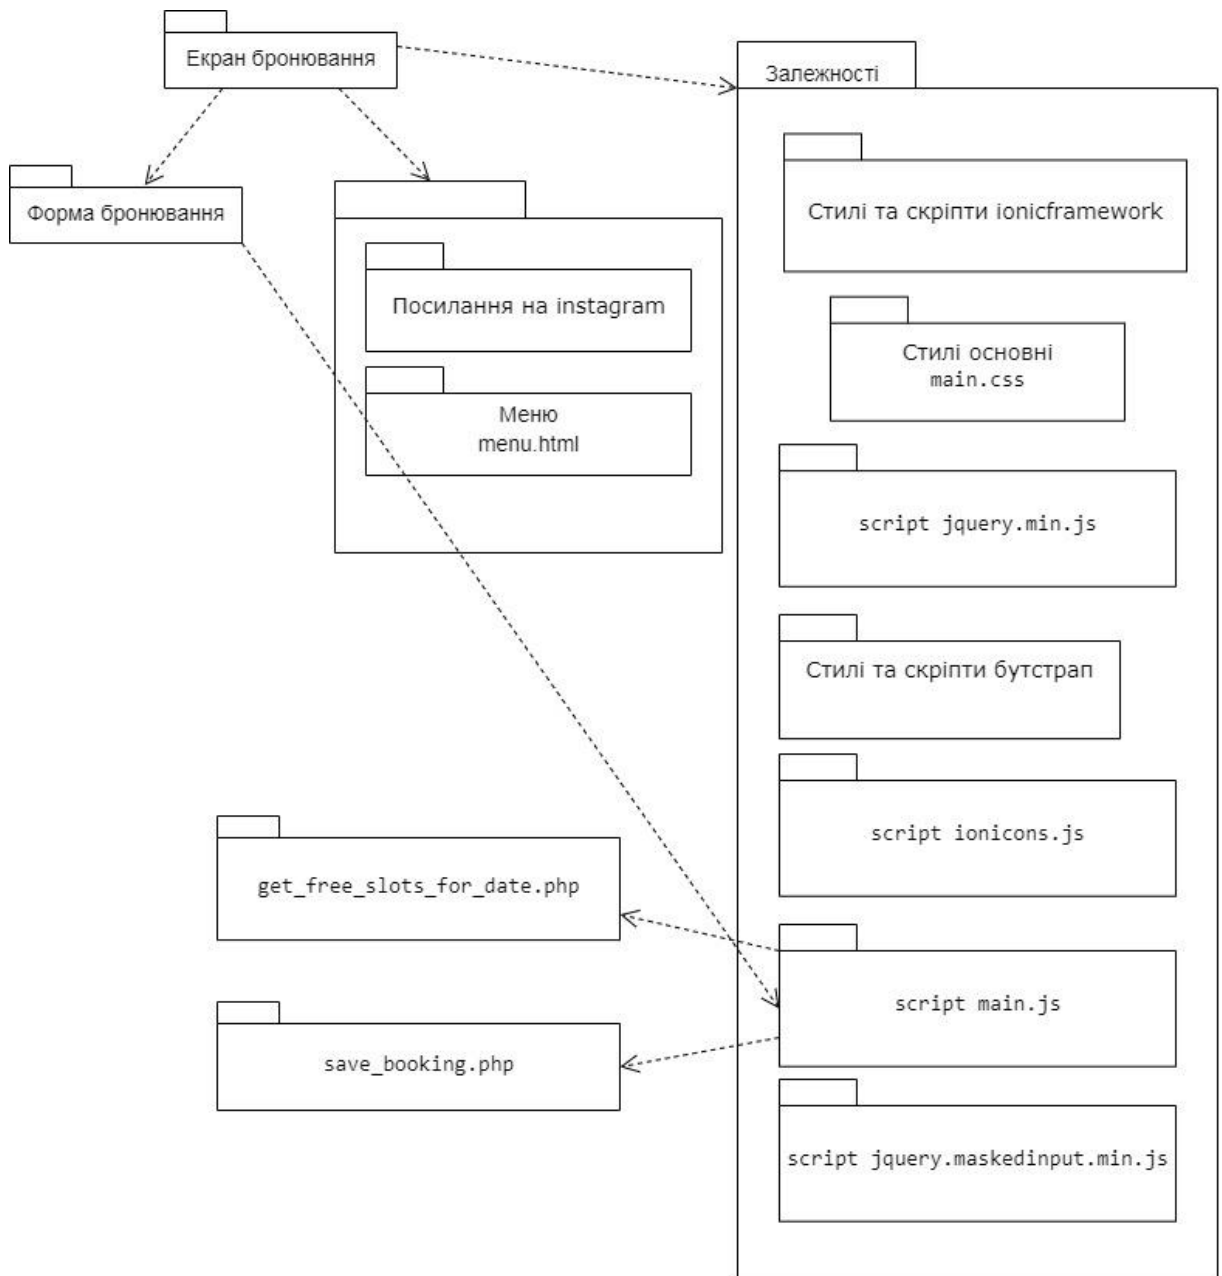 Екран бронювання
Залежності
Форма бронювання
Стилі та скріпти ionicframework
Посилання на instagram
Стилі основні
main.css
Меню
menu.html
script jquery.min.js
Стилі та скріпти бутстрап
script ionicons.js
get_free_slots_for_date.php
script main.js
save_booking.php
script jquery.maskedinput.min.js